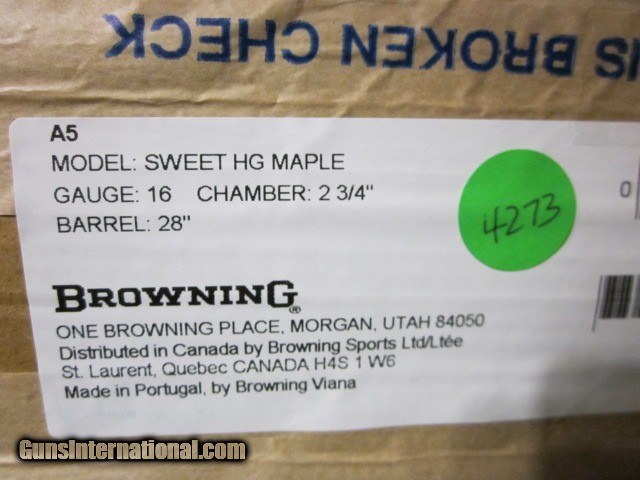 IS BROKEN CHECK
A5
MODEL: SWEET HG MAPLE
GAUGE: 16 CHAMBER: 2 3/4"
BARREL: 28"
4273
0
BROWNING®
ONE BROWNING PLACE, MORGAN, UTAH 84050
Distributed in Canada by Browning Sports Ltd/Ltée
St. Laurent, Quebec CANADA H4S 1 W6
Made in Portugal, by Browning Viana
GunsInternational.com